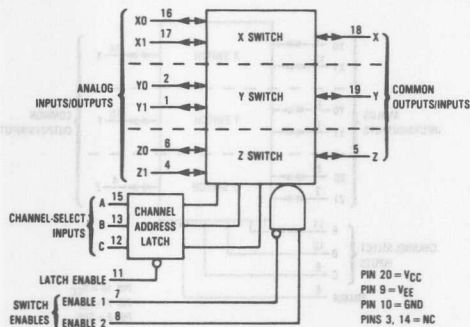 X0 16
X1 17
X SWITCH
18 X
ANALOG
INPUTS/OUTPUTS
Y0 2
Y1 1
Y SWITCH
19 Y
COMMON
OUTPUTS/INPUTS
Z0 6
Z1 4
Z SWITCH
5 Z
CHANNEL-SELECT
INPUTS
A 15
B 13
C 12
CHANNEL
ADDRESS
LATCH
LATCH ENABLE 11
SWITCH
ENABLES
ENABLE 1 7
ENABLE 2 8
PIN 20 = VCC
PIN 9 = VEE
PIN 10 = GND
PINS 3, 14 = NC